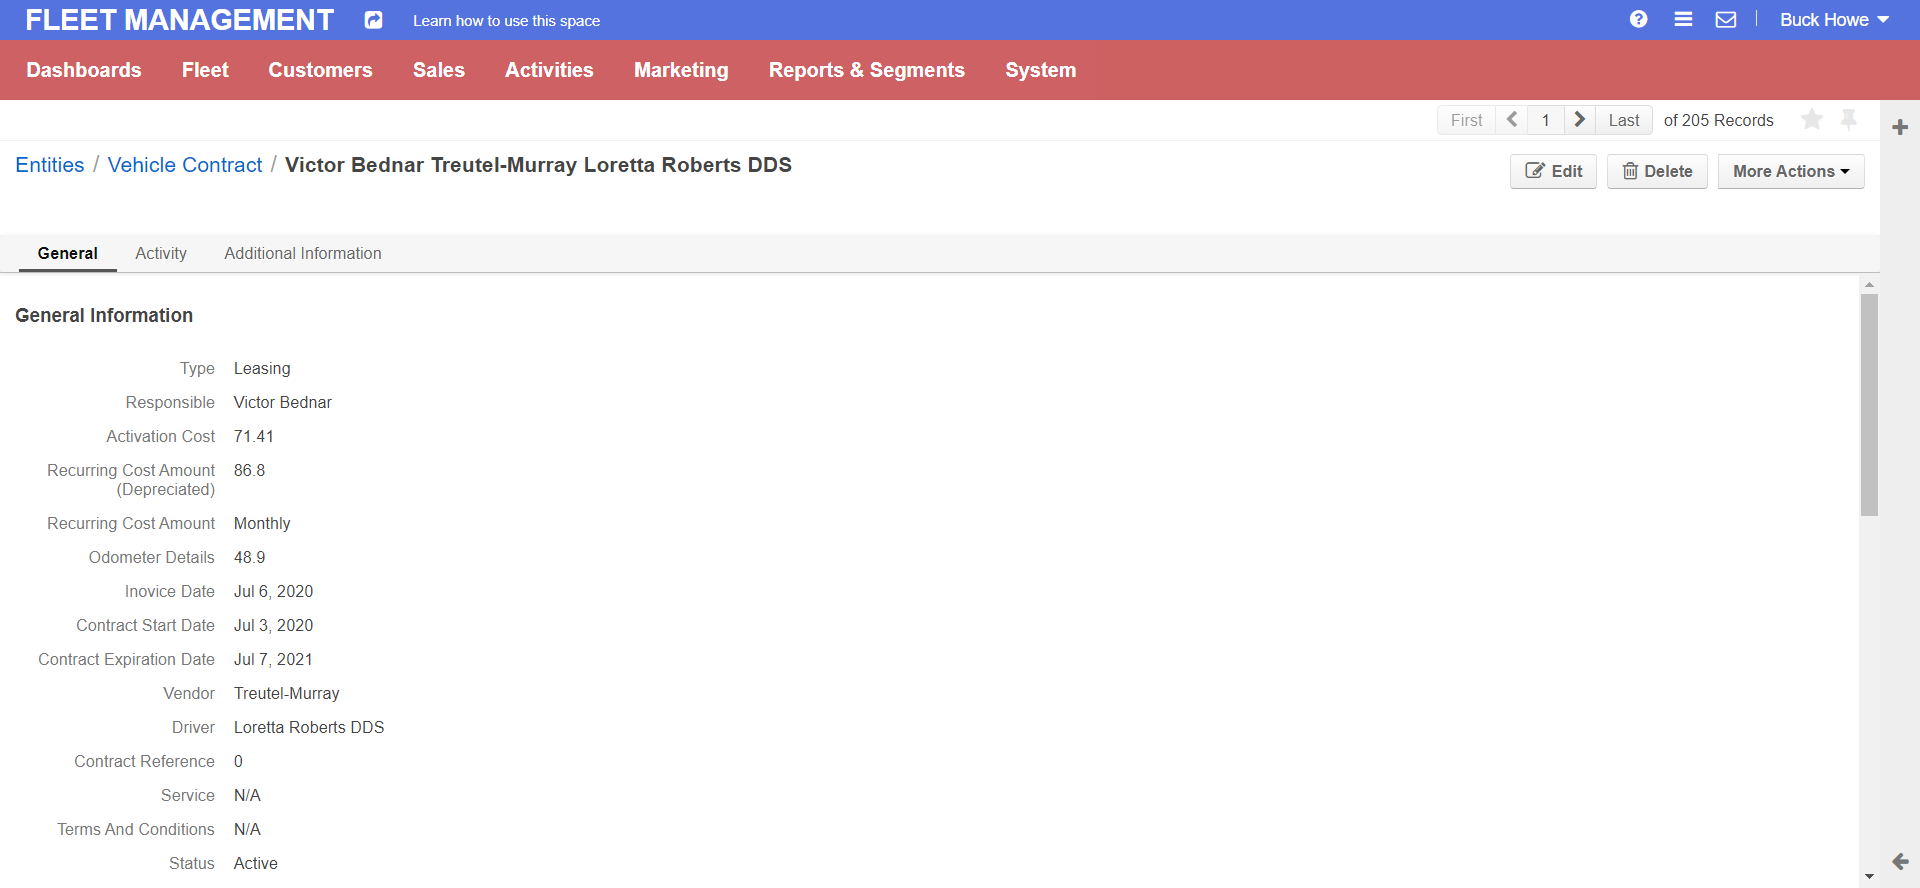 FLEET MANAGEMENT Learn how to use this space Buck Howe
Dashboards Fleet Customers Sales Activities Marketing Reports & Segments System
First 1 Last of 205 Records
Entities / Vehicle Contract / Victor Bednar Treutel-Murray Loretta Roberts DDS
Edit Delete More Actions
General Activity Additional Information
General Information
Type Leasing
Responsible Victor Bednar
Activation Cost 71.41
Recurring Cost Amount 86.8
(Depreciated)
Recurring Cost Amount Monthly
Odometer Details 48.9
Inovice Date Jul 6, 2020
Contract Start Date Jul 3, 2020
Contract Expiration Date Jul 7, 2021
Vendor Treutel-Murray
Driver Loretta Roberts DDS
Contract Reference 0
Service N/A
Terms And Conditions N/A
Status Active